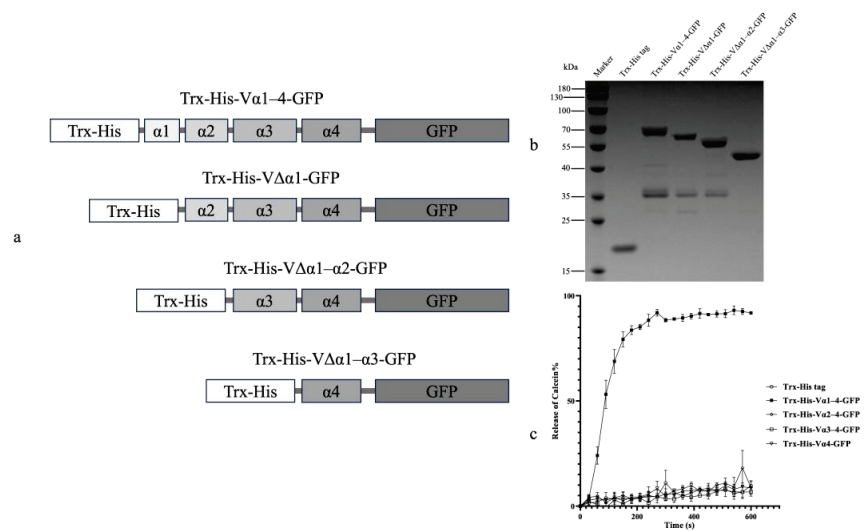 a
Trx-His-Vα1–4-GFP
Trx-His α1 α2 α3 α4 GFP
Trx-His-VΔα1-GFP
Trx-His α2 α3 α4 GFP
Trx-His-VΔα1–α2-GFP
Trx-His α3 α4 GFP
Trx-His-VΔα1–α3-GFP
Trx-His α4 GFP
b
kDa
Marker
Trx-His tag
Trx-His-Vα1–4-GFP
Trx-His-VΔα1-GFP
Trx-His-VΔα1–α2-GFP
Trx-His-VΔα1–α3-GFP
180
130
100
70
55
40
35
25
15
c
Release of Calcein%
100
50
0
0
200
400
600
Time (s)
Trx-His tag
Trx-His-Vα1–4-GFP
Trx-His-Vα2–4-GFP
Trx-His-Vα3–4-GFP
Trx-His-Vα4-GFP